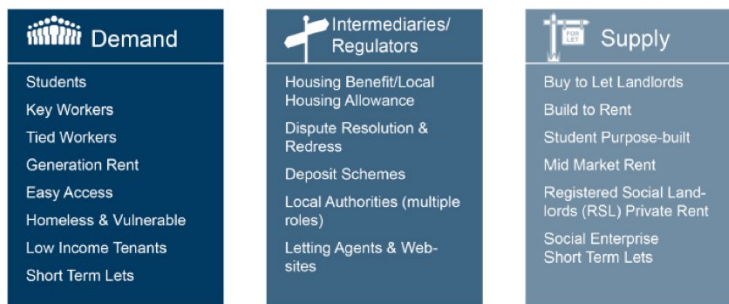 Demand
Students
Key Workers
Tied Workers
Generation Rent
Easy Access
Homeless & Vulnerable
Low Income Tenants
Short Term Lets
Intermediaries/
Regulators
Housing Benefit/Local
Housing Allowance
Dispute Resolution &
Redress
Deposit Schemes
Local Authorities (multiple
roles)
Letting Agents & Web-
sites
FOR
LET
Supply
Buy to Let Landlords
Build to Rent
Student Purpose-built
Mid Market Rent
Registered Social Land-
lords (RSL) Private Rent
Social Enterprise
Short Term Lets